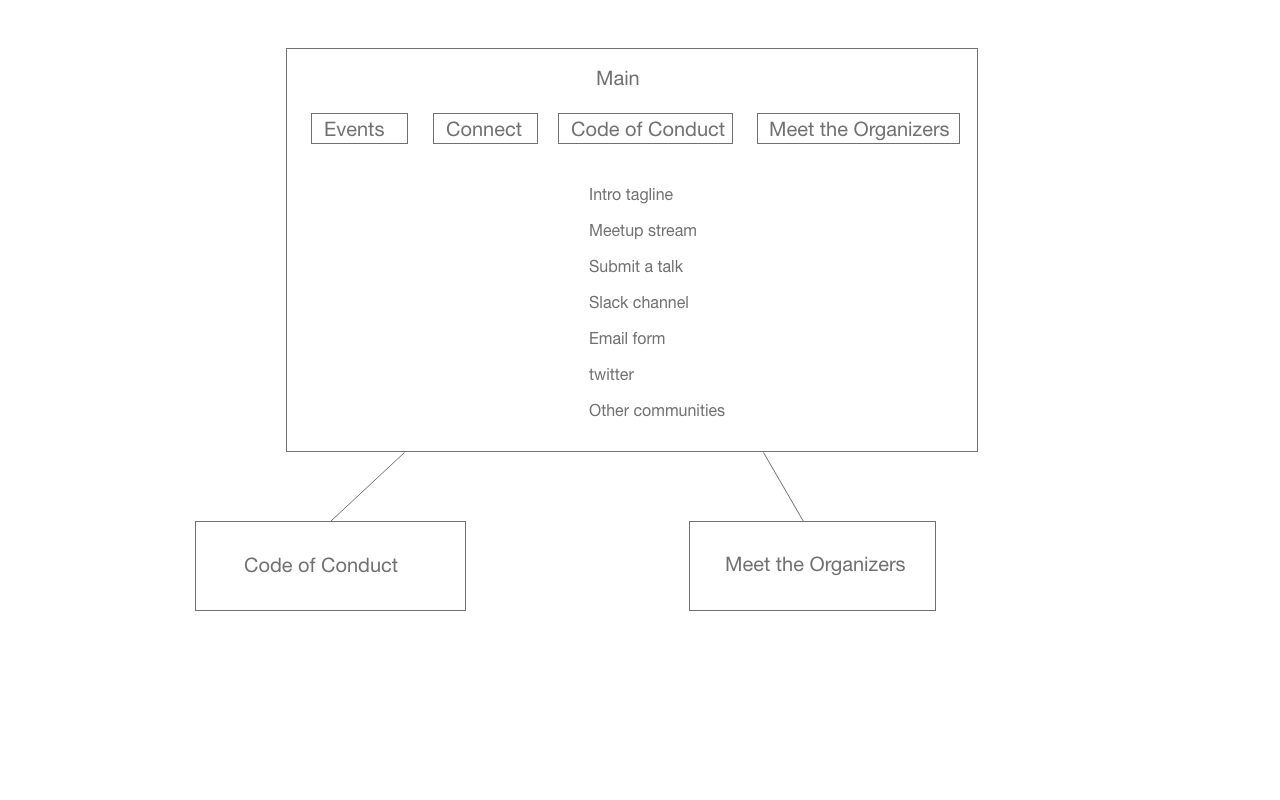 Main
Events
Connect
Code of Conduct
Meet the Organizers
Intro tagline
Meetup stream
Submit a talk
Slack channel
Email form
twitter
Other communities
Code of Conduct
Meet the Organizers